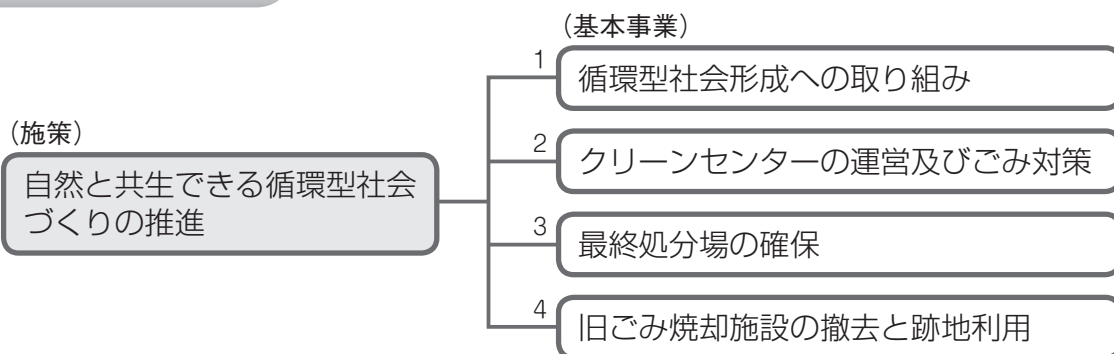 （基本事業）
1
循環型社会形成への取り組み
2
クリーンセンターの運営及びごみ対策
（施策）
自然と共生できる循環型社会
づくりの推進
3
最終処分場の確保
4
旧ごみ焼却施設の撤去と跡地利用